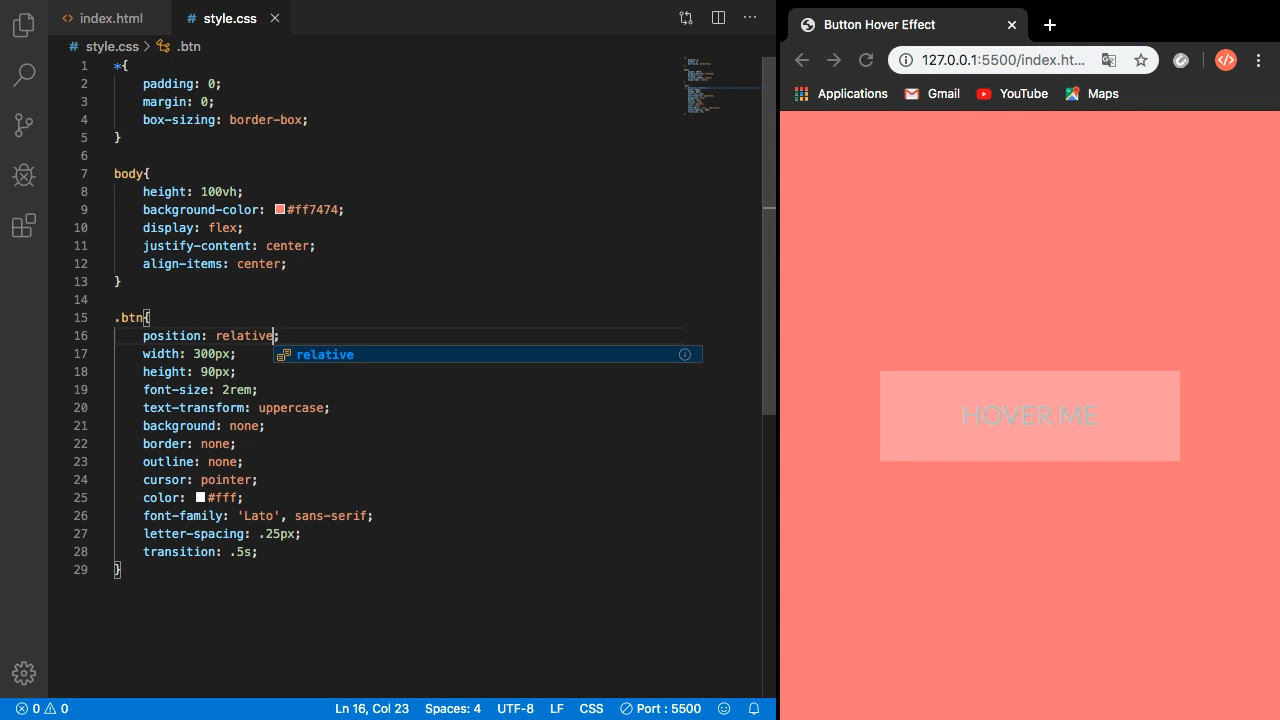 index.html
style.css
style.css
.btn
1 *{
2 padding: 0;
3 margin: 0;
4 box-sizing: border-box;
5 }
6
7 body{
8 height: 100vh;
9 background-color: #ff7474;
10 display: flex;
11 justify-content: center;
12 align-items: center;
13 }
14
15 .btn{
16 position: relative;
relative
17 width: 300px;
18 height: 90px;
19 font-size: 2rem;
20 text-transform: uppercase;
21 background: none;
22 border: none;
23 outline: none;
24 cursor: pointer;
25 color: #fff;
26 font-family: 'Lato', sans-serif;
27 letter-spacing: .25px;
28 transition: .5s;
29 }
0 0 Ln 16, Col 23 Spaces: 4 UTF-8 LF CSS Port : 5500
Button Hover Effect
127.0.0.1:5500/index.ht...
Applications Gmail YouTube Maps
HOVER ME